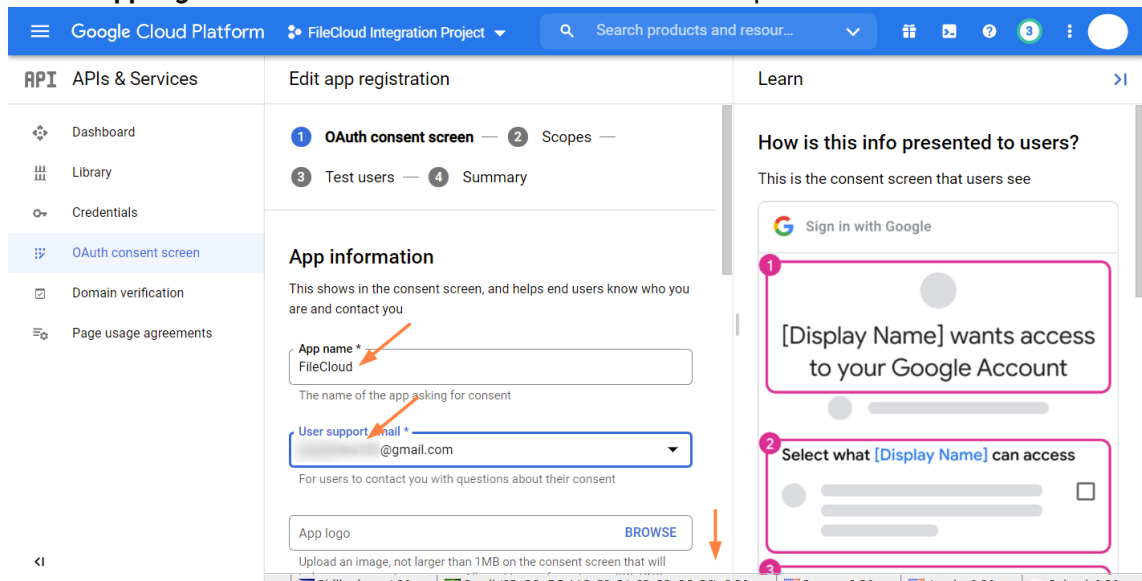 Google Cloud Platform
FileCloud Integration Project
Search products and resour...
3
API APIs & Services
Edit app registration
Learn
Dashboard
Library
Credentials
OAuth consent screen
Domain verification
Page usage agreements
1 OAuth consent screen — 2 Scopes —
3 Test users — 4 Summary
App information
This shows in the consent screen, and helps end users know who you
are and contact you
App name *
FileCloud
The name of the app asking for consent
User support email *
@gmail.com
For users to contact you with questions about their consent
App logo BROWSE
Upload an image, not larger than 1MB on the consent screen that will
How is this info presented to users?
This is the consent screen that users see
G Sign in with Google
1
[Display Name] wants access
to your Google Account
2
Select what [Display Name] can access
3